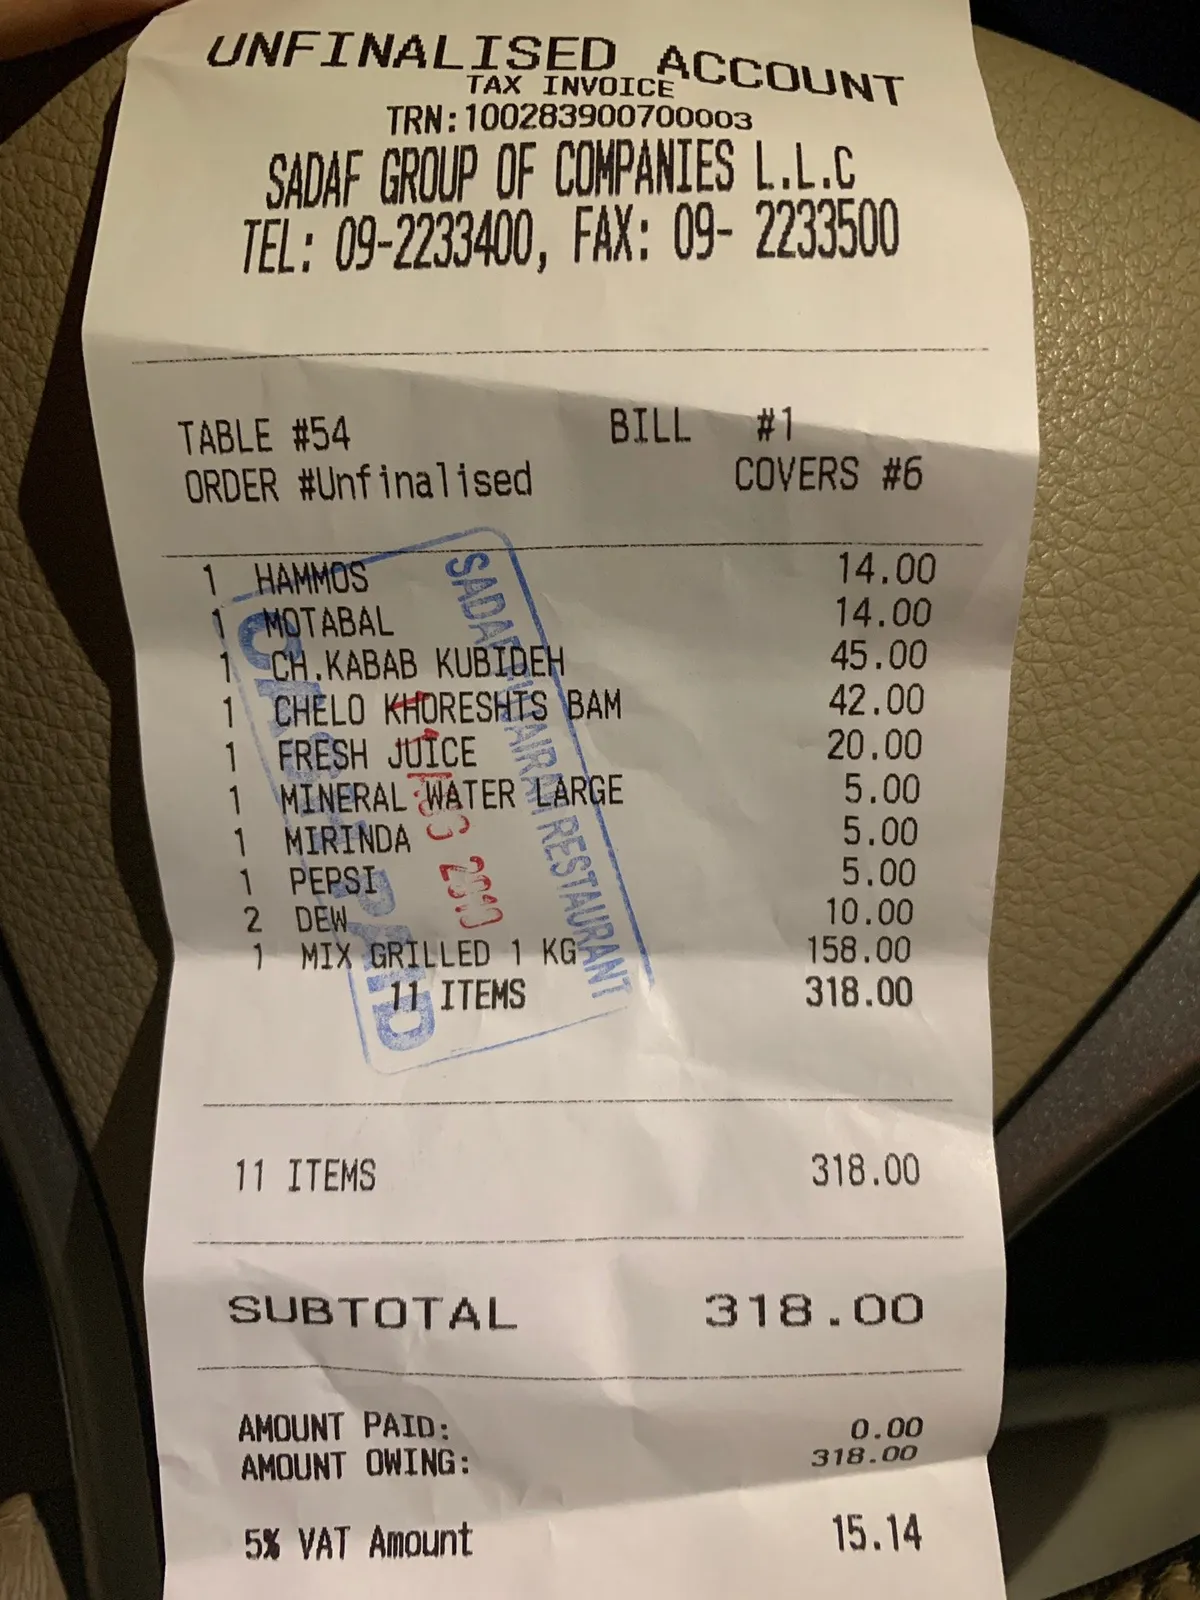 UNFINALISED ACCOUNT
TAX INVOICE
TRN:100283900700003
SADAF GROUP OF COMPANIES L.L.C
TEL: 09-2233400, FAX: 09- 2233500
TABLE #54 BILL #1
ORDER #Unfinalised COVERS #6
1 HAMMOS 14.00
1 MOTABAL 14.00
1 CH.KABAB KUBIDEH 45.00
1 CHELO KHORESHTS BAM 42.00
1 FRESH JUICE 20.00
1 MINERAL WATER LARGE 5.00
1 MIRINDA 5.00
1 PEPSI 5.00
2 DEW 10.00
1 MIX GRILLED 1 KG 158.00
11 ITEMS 318.00
SADAF FUJAIRAH RESTAURANT
CASH PAID
11 ITEMS 318.00
SUBTOTAL 318.00
AMOUNT PAID: 0.00
AMOUNT OWING: 318.00
5% VAT Amount 15.14